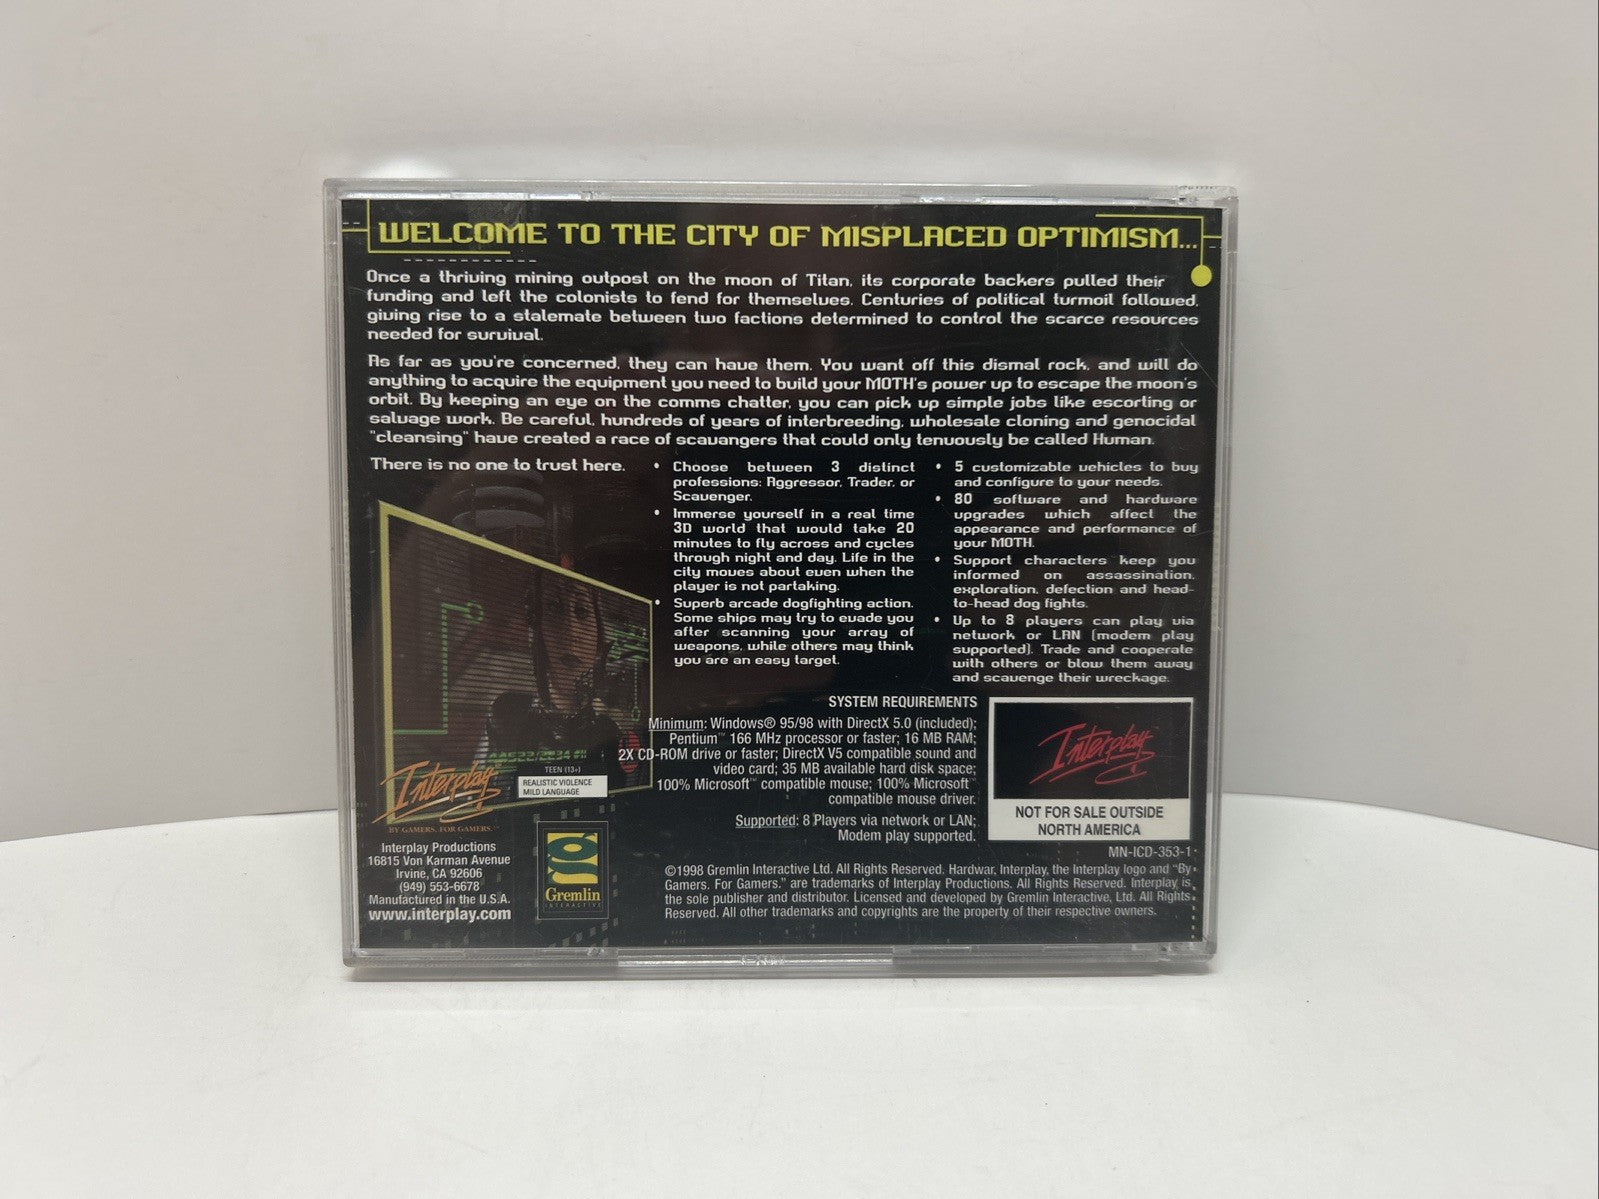 WELCOME TO THE CITY OF MISPLACED OPTIMISM...
Once a thriving mining outpost on the moon of Titan, its corporate backers pulled their
funding and left the colonists to fend for themselves. Centuries of political turmoil followed,
giving rise to a stalemate between two factions determined to control the scarce resources
needed for survival.
As far as you're concerned, they can have them. You want off this dismal rock, and will do
anything to acquire the equipment you need to build your MOTH's power up to escape the moon's
orbit. By keeping an eye on the comms chatter, you can pick up simple jobs like escorting or
salvage work. Be careful, hundreds of years of interbreeding, wholesale cloning and genocidal
"cleansing" have created a race of scavangers that could only tenuously be called Human.
There is no one to trust here.
• Choose between 3 distinct
professions: Aggressor, Trader, or
Scavenger.
• Immerse yourself in a real time
3D world that would take 20
minutes to fly across and cycles
through night and day. Life in the
city moves about even when the
player is not partaking.
• Superb arcade dogfighting action.
Some ships may try to evade you
after scanning your array of
weapons, while others may think
you are an easy target.
• 5 customizable vehicles to buy
and configure to your needs.
• 80 software and hardware
upgrades which affect the
appearance and performance of
your MOTH.
• Support characters keep you
informed on assassination,
exploration, defection and head-
to-head dog fights.
• Up to 8 players can play via
network or LAN (modem play
supported). Trade and cooperate
with others or blow them away
and scavenge their wreckage.
SYSTEM REQUIREMENTS
Minimum: Windows® 95/98 with DirectX 5.0 (included);
Pentium™ 166 MHz processor or faster; 16 MB RAM;
2X CD-ROM drive or faster; DirectX V5 compatible sound and
video card; 35 MB available hard disk space;
100% Microsoft™ compatible mouse; 100% Microsoft™
compatible mouse driver.
Supported: 8 Players via network or LAN;
Modem play supported.
Interplay
NOT FOR SALE OUTSIDE
NORTH AMERICA
MN-ICD-353-1
TEEN (13+)
REALISTIC VIOLENCE
MILD LANGUAGE
Interplay
BY GAMERS. FOR GAMERS.™
Interplay Productions
16815 Von Karman Avenue
Irvine, CA 92606
(949) 553-6678
Manufactured in the U.S.A.
www.interplay.com
Gremlin
INTERACTIVE
©1998 Gremlin Interactive Ltd. All Rights Reserved. Hardwar, Interplay, the Interplay logo and "By
Gamers. For Gamers." are trademarks of Interplay Productions. All Rights Reserved. Interplay is
the sole publisher and distributor. Licensed and developed by Gremlin Interactive, Ltd. All Rights
Reserved. All other trademarks and copyrights are the property of their respective owners.